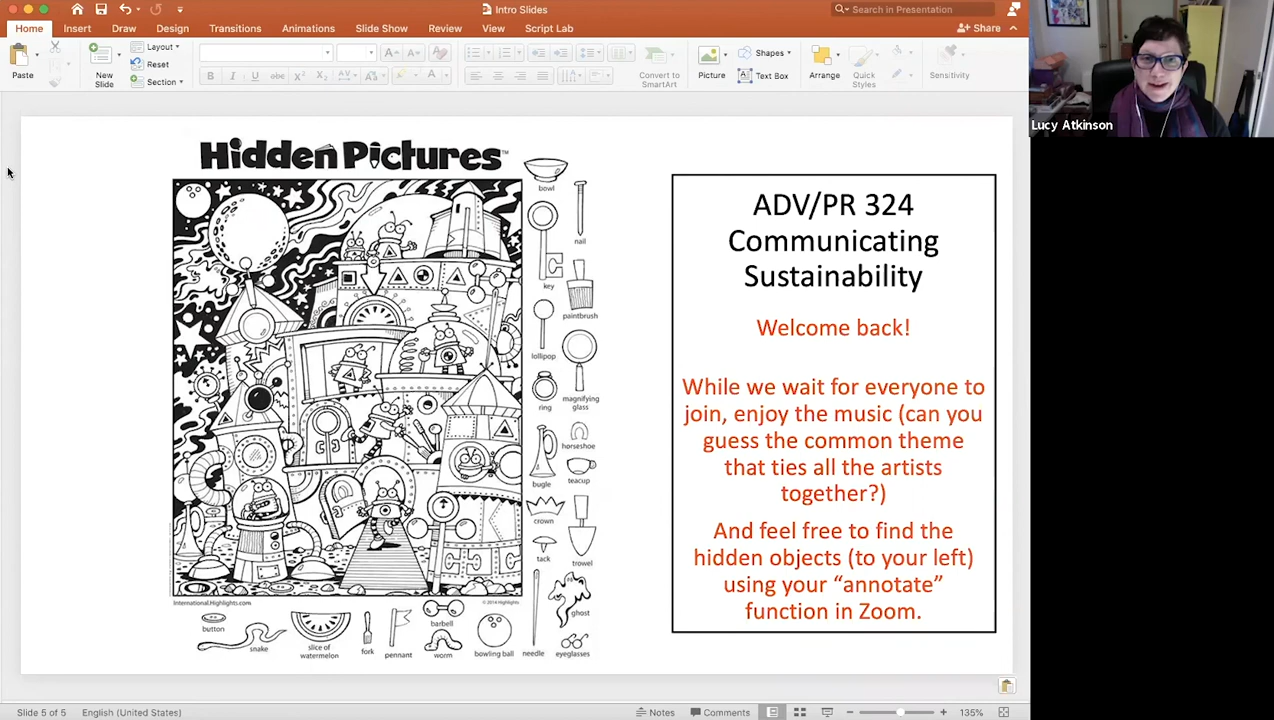 Intro Slides
Search in Presentation
Home Insert Draw Design Transitions Animations Slide Show Review View Script Lab
Share
Paste
New
Slide
Layout
Reset
Section
Convert to
SmartArt
Picture
Shapes
Text Box
Arrange
Quick
Styles
Sensitivity
Lucy Atkinson
Hidden Pictures™
bowl
nail
key
paintbrush
lollipop
magnifying
glass
ring
horseshoe
bugle
teacup
crown
tack
trowel
ghost
International.Highlights.com
© 2014 Highlights
button
snake
slice of
watermelon
fork
pennant
barbell
worm
bowling ball
needle
eyeglasses
ADV/PR 324
Communicating
Sustainability
Welcome back!
While we wait for everyone to
join, enjoy the music (can you
guess the common theme
that ties all the artists
together?)
And feel free to find the
hidden objects (to your left)
using your “annotate”
function in Zoom.
Slide 5 of 5 English (United States)
Notes Comments 135%